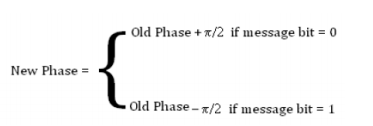 Old Phase + π/2 if message bit = 0
New Phase =
Old Phase − π/2 if message bit = 1